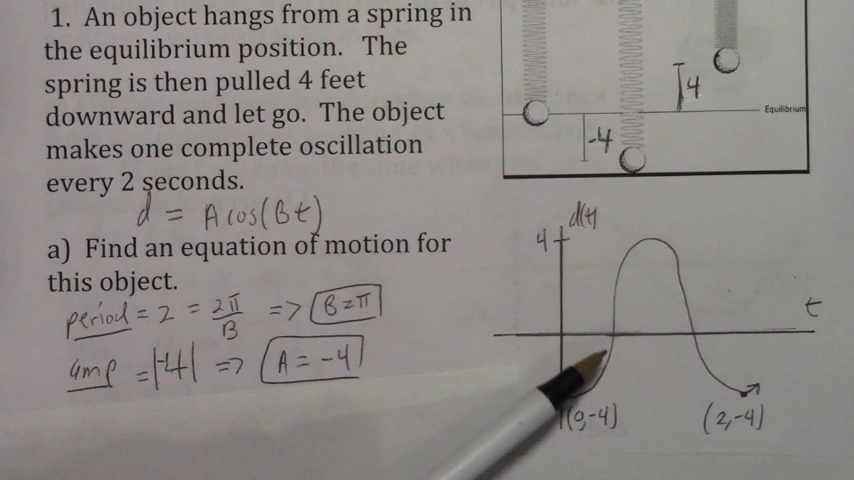 1. An object hangs from a spring in
the equilibrium position. The
spring is then pulled 4 feet
downward and let go. The object
makes one complete oscillation
every 2 seconds.
d = A cos(Bt)
a) Find an equation of motion for
this object.
period = 2 = 2π/B => B=π
amp = |-4| => A = -4
4
Equilibrium
-4
d(t)
4
t
(0,-4)
(2,-4)